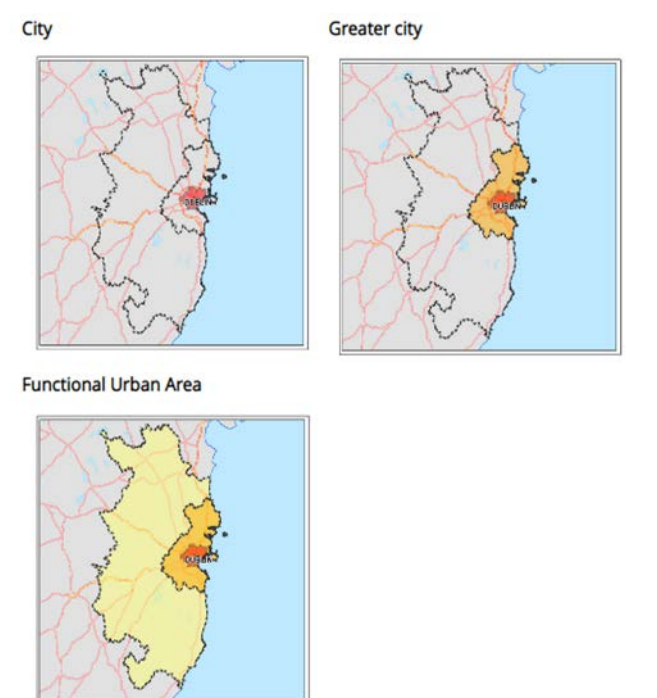 City
Greater city
DUBLIN
DUBLIN
Functional Urban Area
DUBLIN